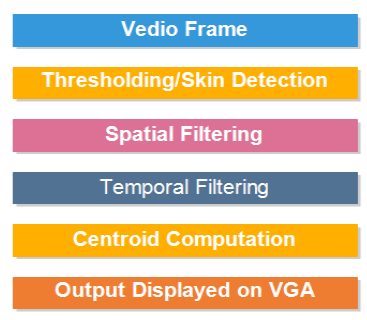 Vedio Frame
Thresholding/Skin Detection
Spatial Filtering
Temporal Filtering
Centroid Computation
Output Displayed on VGA